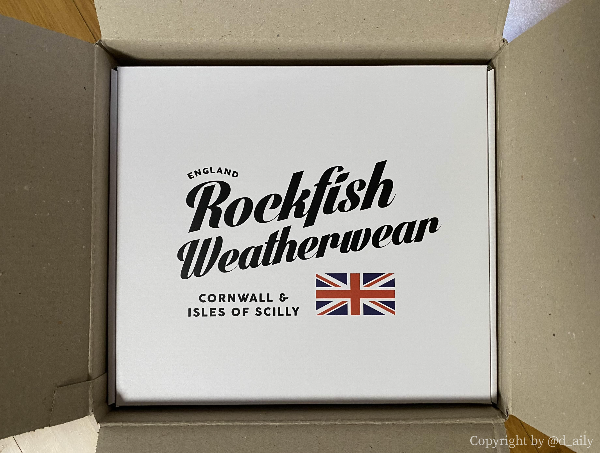 ENGLAND
Rockfish
Weatherwear
CORNWALL &
ISLES OF SCILLY
Copyright by @d_aily